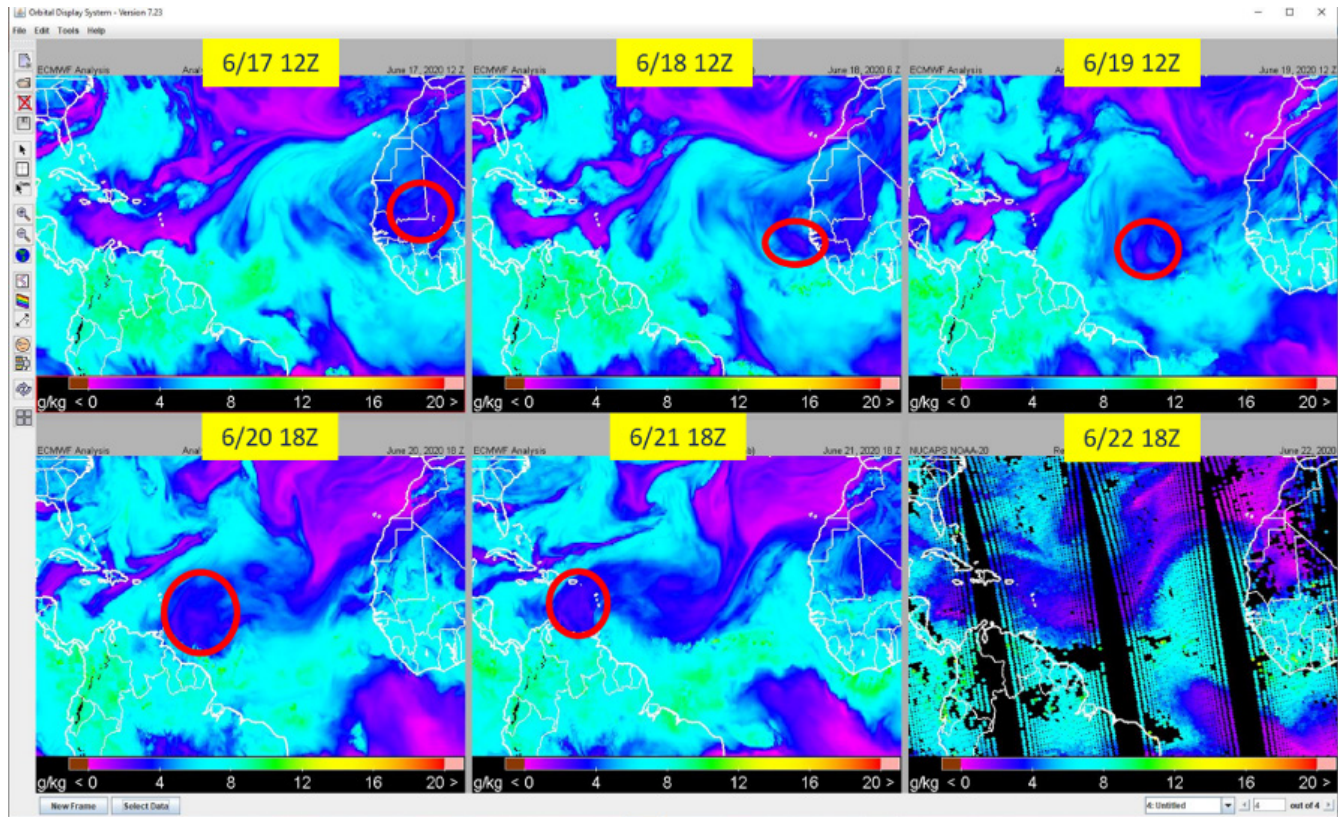 Orbital Display System - Version 7.23
File Edit Tools Help
6/17 12Z
6/18 12Z
6/19 12Z
ECMWF Analysis June 17, 2020 12 Z
ECMWF Analysis June 18, 2020 6 Z
ECMWF Analysis June 19, 2020 12 Z
g/kg < 0 4 8 12 16 20 >
g/kg < 0 4 8 12 16 20 >
g/kg < 0 4 8 12 16 20 >
6/20 18Z
6/21 18Z
6/22 18Z
ECMWF Analysis June 20, 2020 18 Z
ECMWF Analysis June 21, 2020 18 Z
NUCAPS NOAA-20 June 22, 2020
g/kg < 0 4 8 12 16 20 >
g/kg < 0 4 8 12 16 20 >
g/kg < 0 4 8 12 16 20 >
New Frame Select Data
4: Untitled 4 out of 4